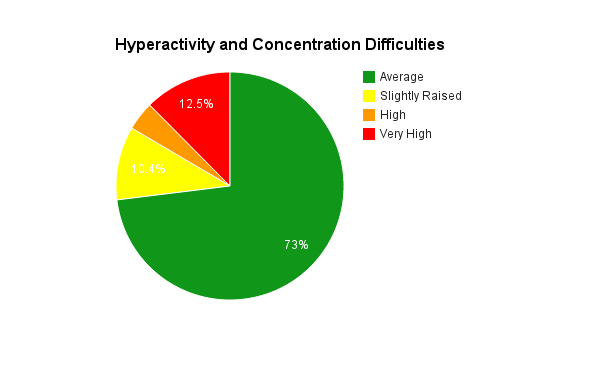 Hyperactivity and Concentration Difficulties
Average
Slightly Raised
High
Very High
12.5%
10.4%
73%